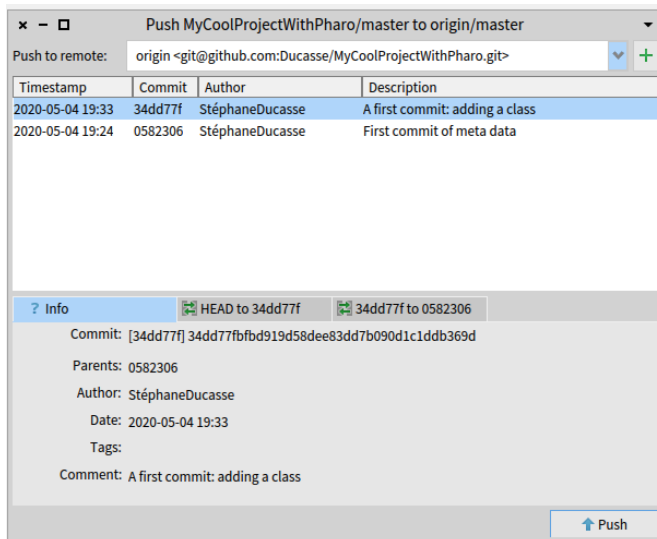 Push MyCoolProjectWithPharo/master to origin/master
Push to remote: origin <git@github.com:Ducasse/MyCoolProjectWithPharo.git>
Timestamp Commit Author Description
2020-05-04 19:33 34dd77f StéphaneDucasse A first commit: adding a class
2020-05-04 19:24 0582306 StéphaneDucasse First commit of meta data
? Info HEAD to 34dd77f 34dd77f to 0582306
Commit: [34dd77f] 34dd77fbfbd919d58dee83dd7b090d1c1ddb369d
Parents: 0582306
Author: StéphaneDucasse
Date: 2020-05-04 19:33
Tags:
Comment: A first commit: adding a class
Push